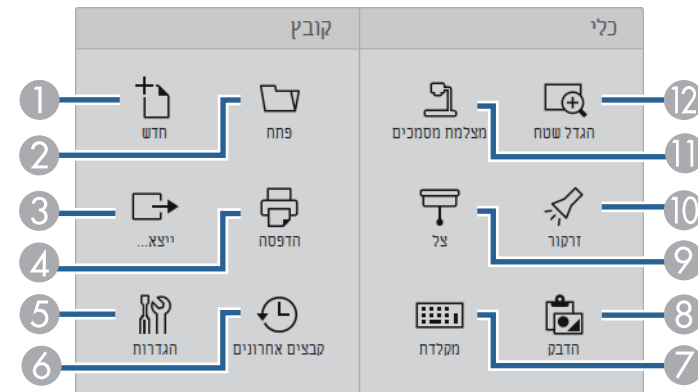 כלי
קובץ
הגדל שטח
מצלמת מסמכים
פתח
חדש
זרקור
צל
הדפסה
ייצא...
הדבק
מקלדת
קבצים אחרונים
הגדרות
1
2
3
4
5
6
7
8
9
10
11
12